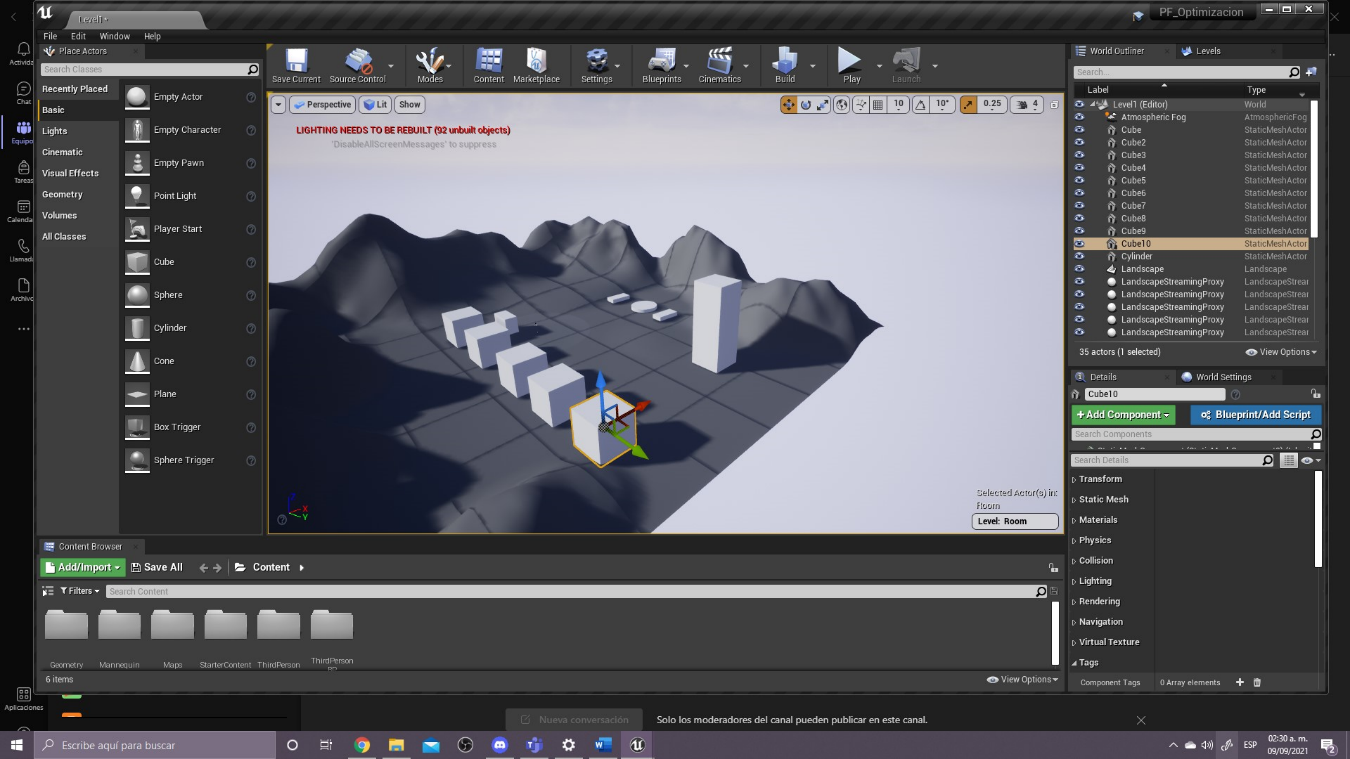 Level1*
PF_Optimizacion
File Edit Window Help
Place Actors
Search Classes
Recently Placed
Basic
Lights
Cinematic
Visual Effects
Geometry
Volumes
All Classes
Empty Actor
Empty Character
Empty Pawn
Point Light
Player Start
Cube
Sphere
Cylinder
Cone
Plane
Box Trigger
Sphere Trigger
Save Current
Source Control
Modes
Content
Marketplace
Settings
Blueprints
Cinematics
Build
Play
Launch
Perspective Lit Show
10 10° 0.25 4
LIGHTING NEEDS TO BE REBUILT (92 unbuilt objects)
'DisableAllScreenMessages' to suppress
Selected Actor(s) in:
Room
Level: Room
World Outliner Levels
Search...
Label Type
Level1 (Editor) World
Atmospheric Fog AtmosphericFog
Cube StaticMeshActor
Cube2 StaticMeshActor
Cube3 StaticMeshActor
Cube4 StaticMeshActor
Cube5 StaticMeshActor
Cube6 StaticMeshActor
Cube7 StaticMeshActor
Cube8 StaticMeshActor
Cube9 StaticMeshActor
Cube10 StaticMeshActor
Cylinder StaticMeshActor
Landscape Landscape
LandscapeStreamingProxy LandscapeStrear
LandscapeStreamingProxy LandscapeStrear
LandscapeStreamingProxy LandscapeStrear
LandscapeStreamingProxy LandscapeStrear
LandscapeStreamingProxy LandscapeStrear
35 actors (1 selected) View Options
Details World Settings
Cube10
+Add Component Blueprint/Add Script
Search Components
Search Details
Transform
Static Mesh
Materials
Physics
Collision
Lighting
Rendering
Navigation
Virtual Texture
Tags
Component Tags 0 Array elements
Content Browser
Add/Import Save All Content
Filters Search Content
Geometry
Mannequin
Maps
StarterContent
ThirdPerson
ThirdPerson
6 items View Options
Activida
Chat
Equipo
Tareas
Calenda
Llamad
Archivo
Aplicaciones
Nueva conversación
Solo los moderadores del canal pueden publicar en este canal.
Escribe aquí para buscar
ESP
02:30 a. m.
09/09/2021
2